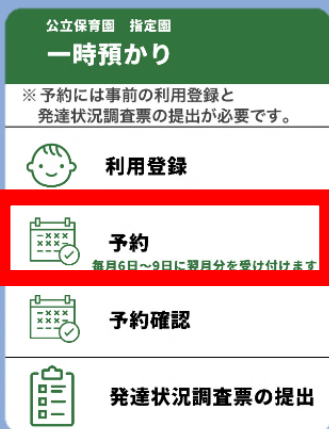 公立保育園 指定園
一時預かり
※ 予約には事前の利用登録と
発達状況調査票の提出が必要です。
利用登録
予約
毎月6日～9日に翌月分を受け付けます
予約確認
発達状況調査票の提出